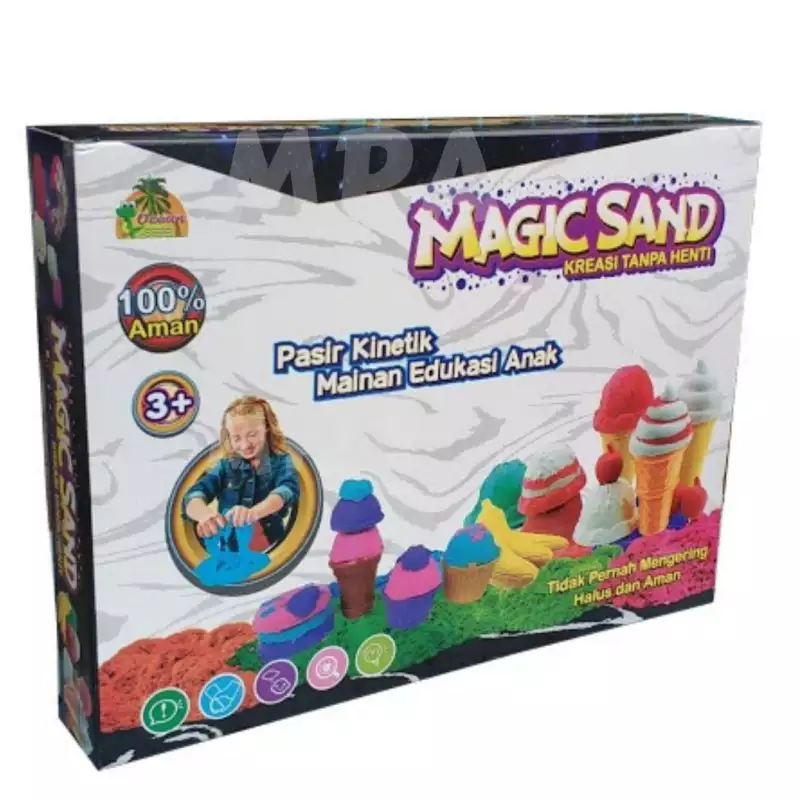 MPA
Ocean
MAGIC SAND
KREASI TANPA HENTI
100%
Aman
Pasir Kinetik
Mainan Edukasi Anak
3+
Tidak Pernah Mengering
Halus dan Aman
MAGIC SAND